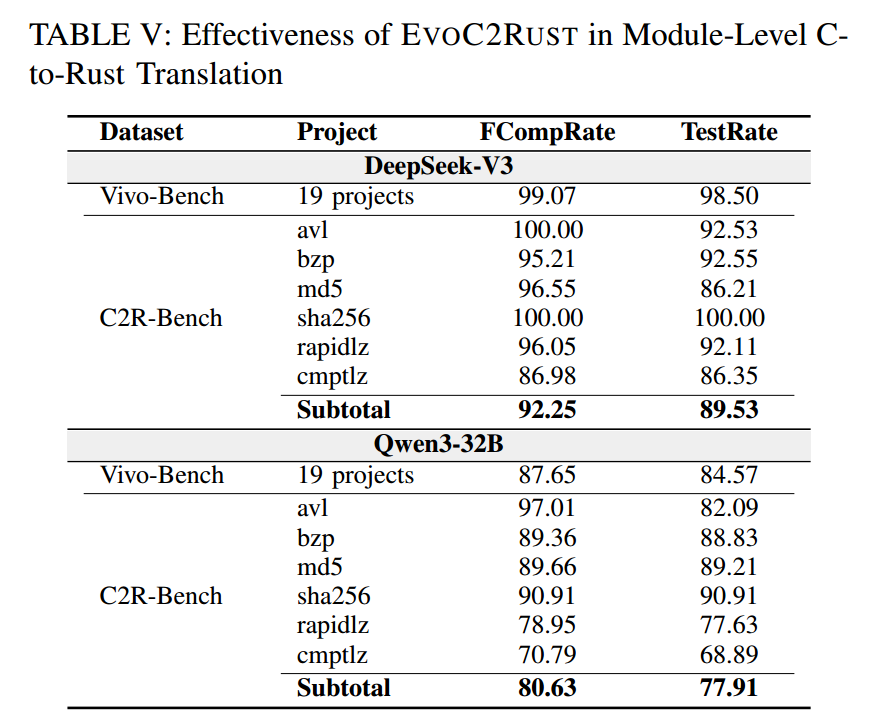 TABLE V: Effectiveness of EVOC2RUST in Module-Level C-
to-Rust Translation
Dataset Project FCompRate TestRate
DeepSeek-V3
Vivo-Bench 19 projects 99.07 98.50
avl 100.00 92.53
bzp 95.21 92.55
md5 96.55 86.21
C2R-Bench sha256 100.00 100.00
rapidlz 96.05 92.11
cmptlz 86.98 86.35
Subtotal 92.25 89.53
Qwen3-32B
Vivo-Bench 19 projects 87.65 84.57
avl 97.01 82.09
bzp 89.36 88.83
md5 89.66 89.21
C2R-Bench sha256 90.91 90.91
rapidlz 78.95 77.63
cmptlz 70.79 68.89
Subtotal 80.63 77.91